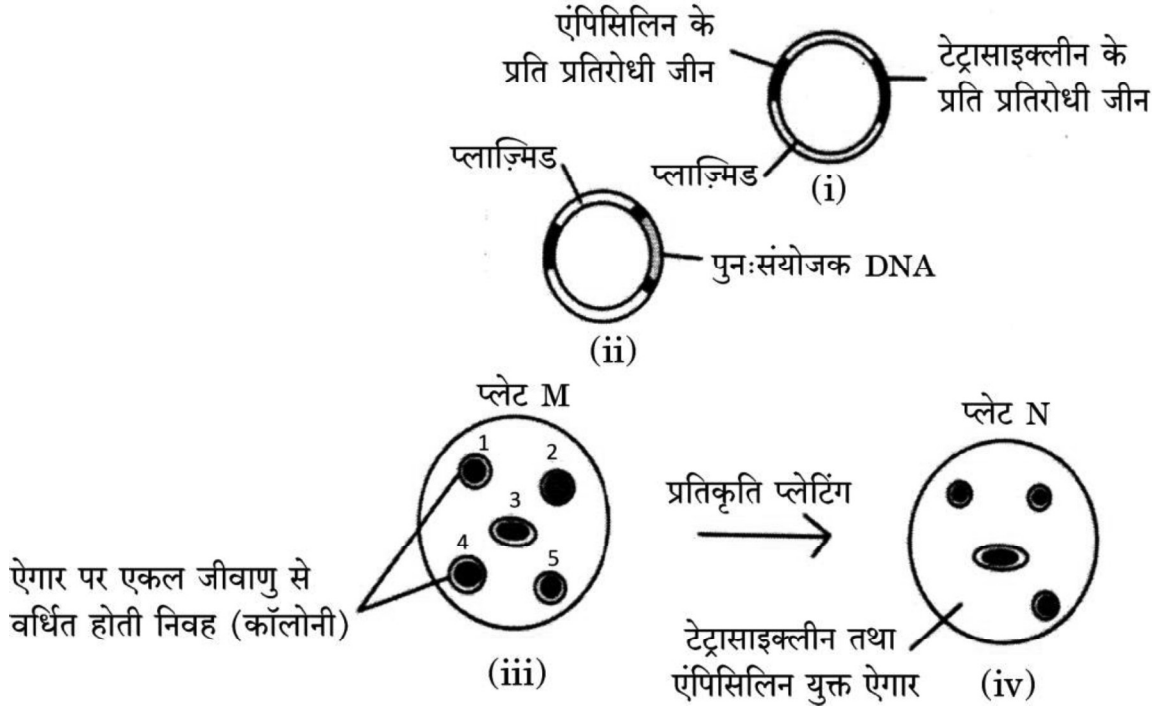 एंपिसिलिन के
प्रति प्रतिरोधी जीन
टेट्रासाइक्लीन के
प्रति प्रतिरोधी जीन
प्लाज़्मिड
(i)
प्लाज़्मिड
पुनःसंयोजक DNA
(ii)
प्लेट M
1
2
3
4
5
ऐगार पर एकल जीवाणु से
वर्धित होती निवह (कॉलोनी)
(iii)
प्रतिकृति प्लेटिंग
प्लेट N
टेट्रासाइक्लीन तथा
एंपिसिलिन युक्त ऐगार
(iv)